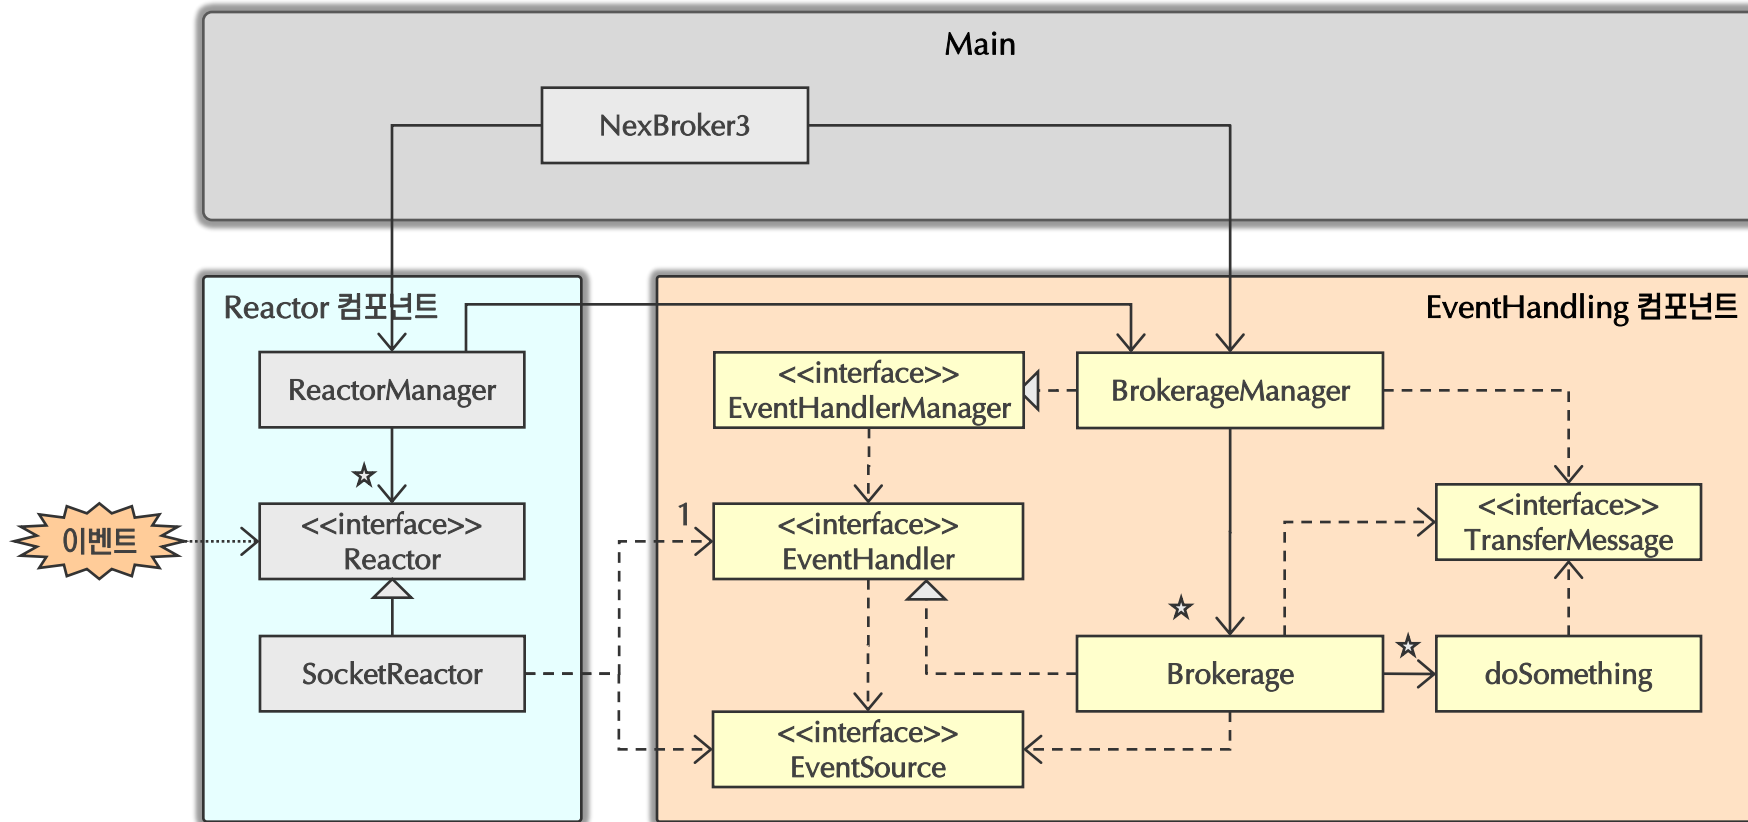 Main
NexBroker3
Reactor 컴포넌트
EventHandling 컴포넌트
ReactorManager
<<interface>>
EventHandlerManager
BrokerageManager
이벤트
<<interface>>
Reactor
1
<<interface>>
EventHandler
<<interface>>
TransferMessage
SocketReactor
Brokerage
doSomething
<<interface>>
EventSource